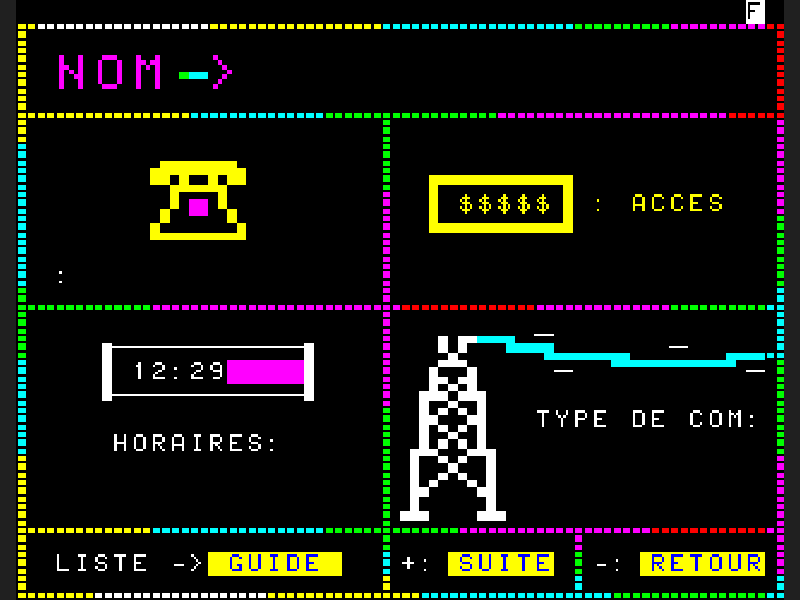 F
NOM ->
$$$$$ : ACCES
:
12:29
TYPE DE COM:
HORAIRES:
LISTE -> GUIDE +: SUITE -: RETOUR